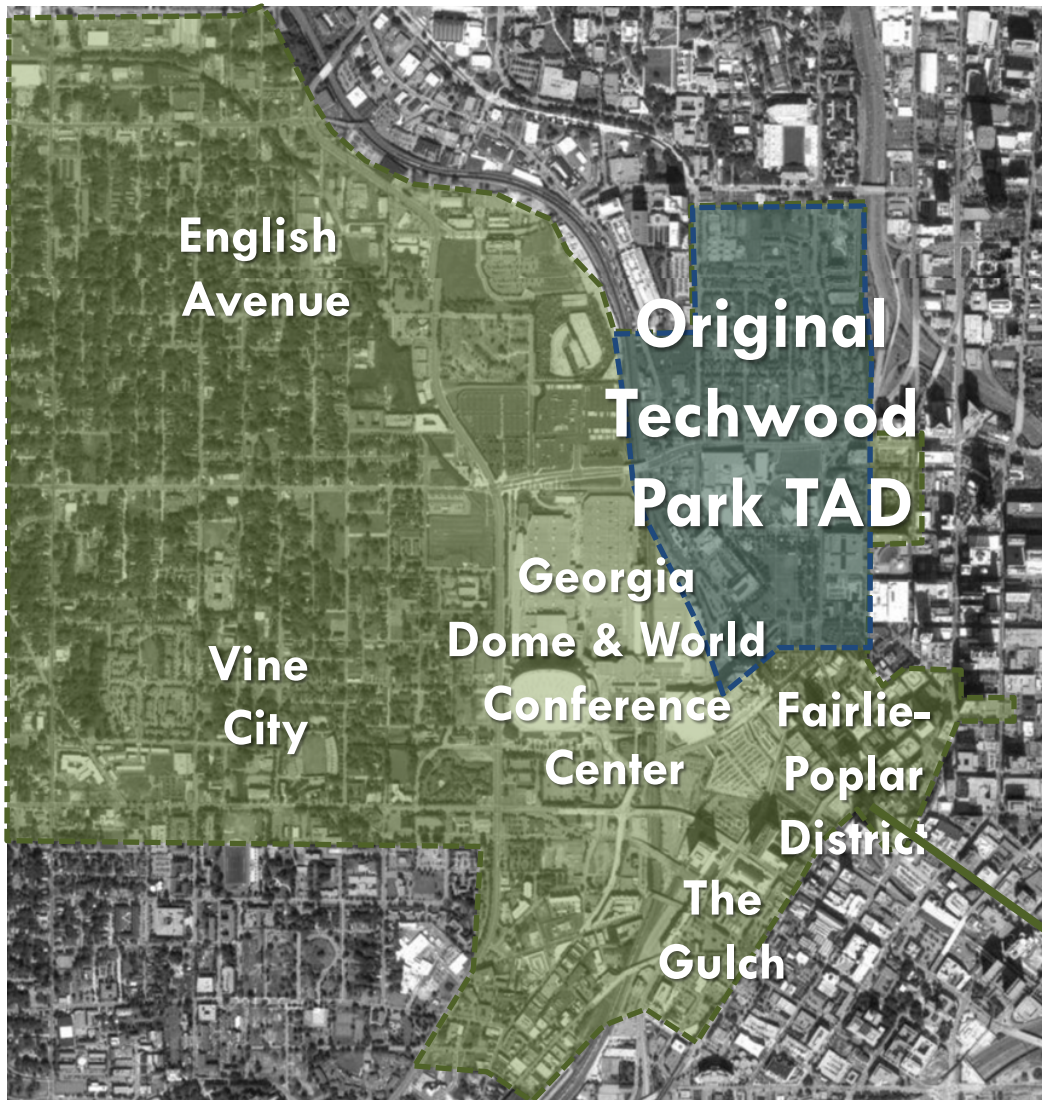 English
Avenue
Original
Techwood
Park TAD
Georgia
Dome & World
Conference
Center
Vine
City
Fairlie-
Poplar
District
The
Gulch